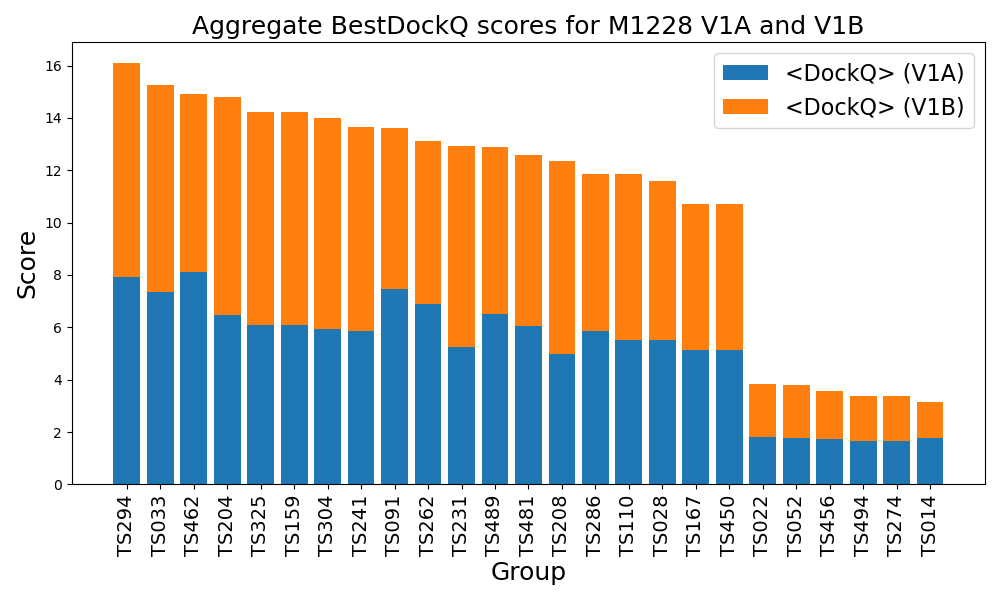 Aggregate BestDockQ scores for M1228 V1A and V1B
<DockQ> (V1A)
<DockQ> (V1B)
Score
16
14
12
10
8
6
4
2
0
TS294
TS033
TS462
TS204
TS325
TS159
TS304
TS241
TS091
TS262
TS231
TS489
TS481
TS208
TS286
TS110
TS028
TS167
TS450
TS022
TS052
TS456
TS494
TS274
TS014
Group